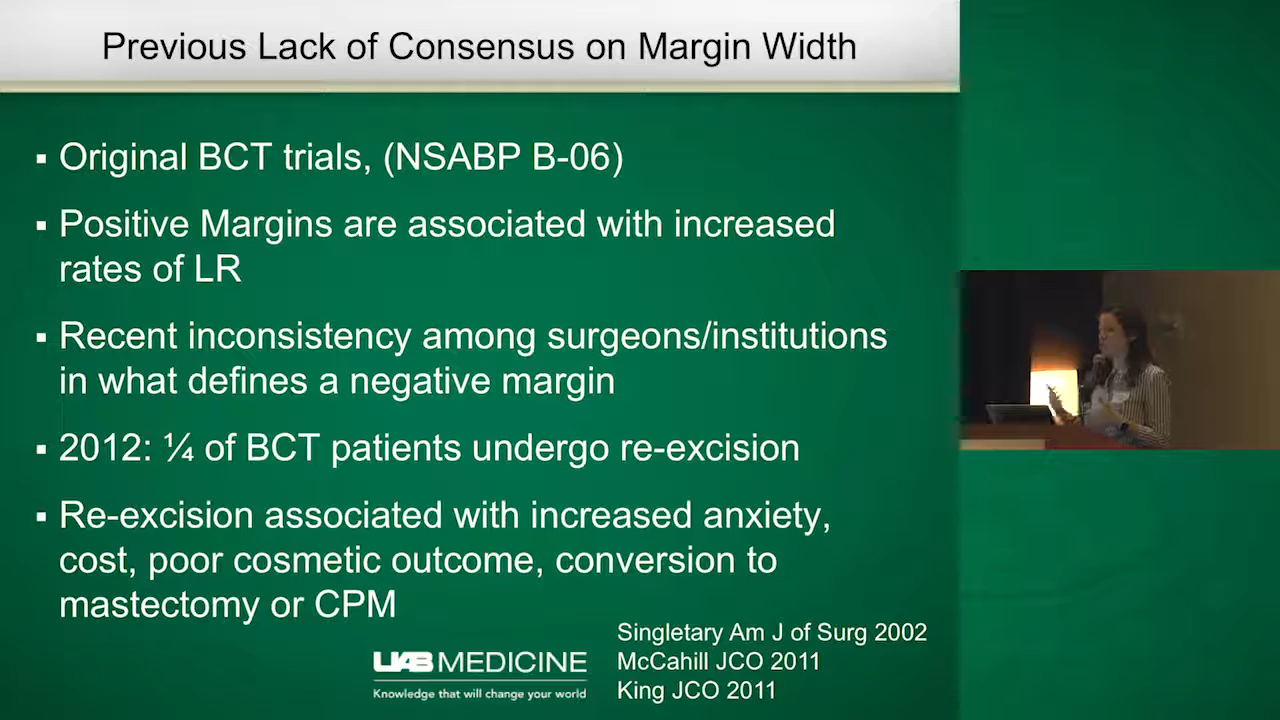 Previous Lack of Consensus on Margin Width
▪ Original BCT trials, (NSABP B-06)
▪ Positive Margins are associated with increased
rates of LR
▪ Recent inconsistency among surgeons/institutions
in what defines a negative margin
▪ 2012: ¼ of BCT patients undergo re-excision
▪ Re-excision associated with increased anxiety,
cost, poor cosmetic outcome, conversion to
mastectomy or CPM
Singletary Am J of Surg 2002
McCahill JCO 2011
King JCO 2011
UAB MEDICINE
Knowledge that will change your world